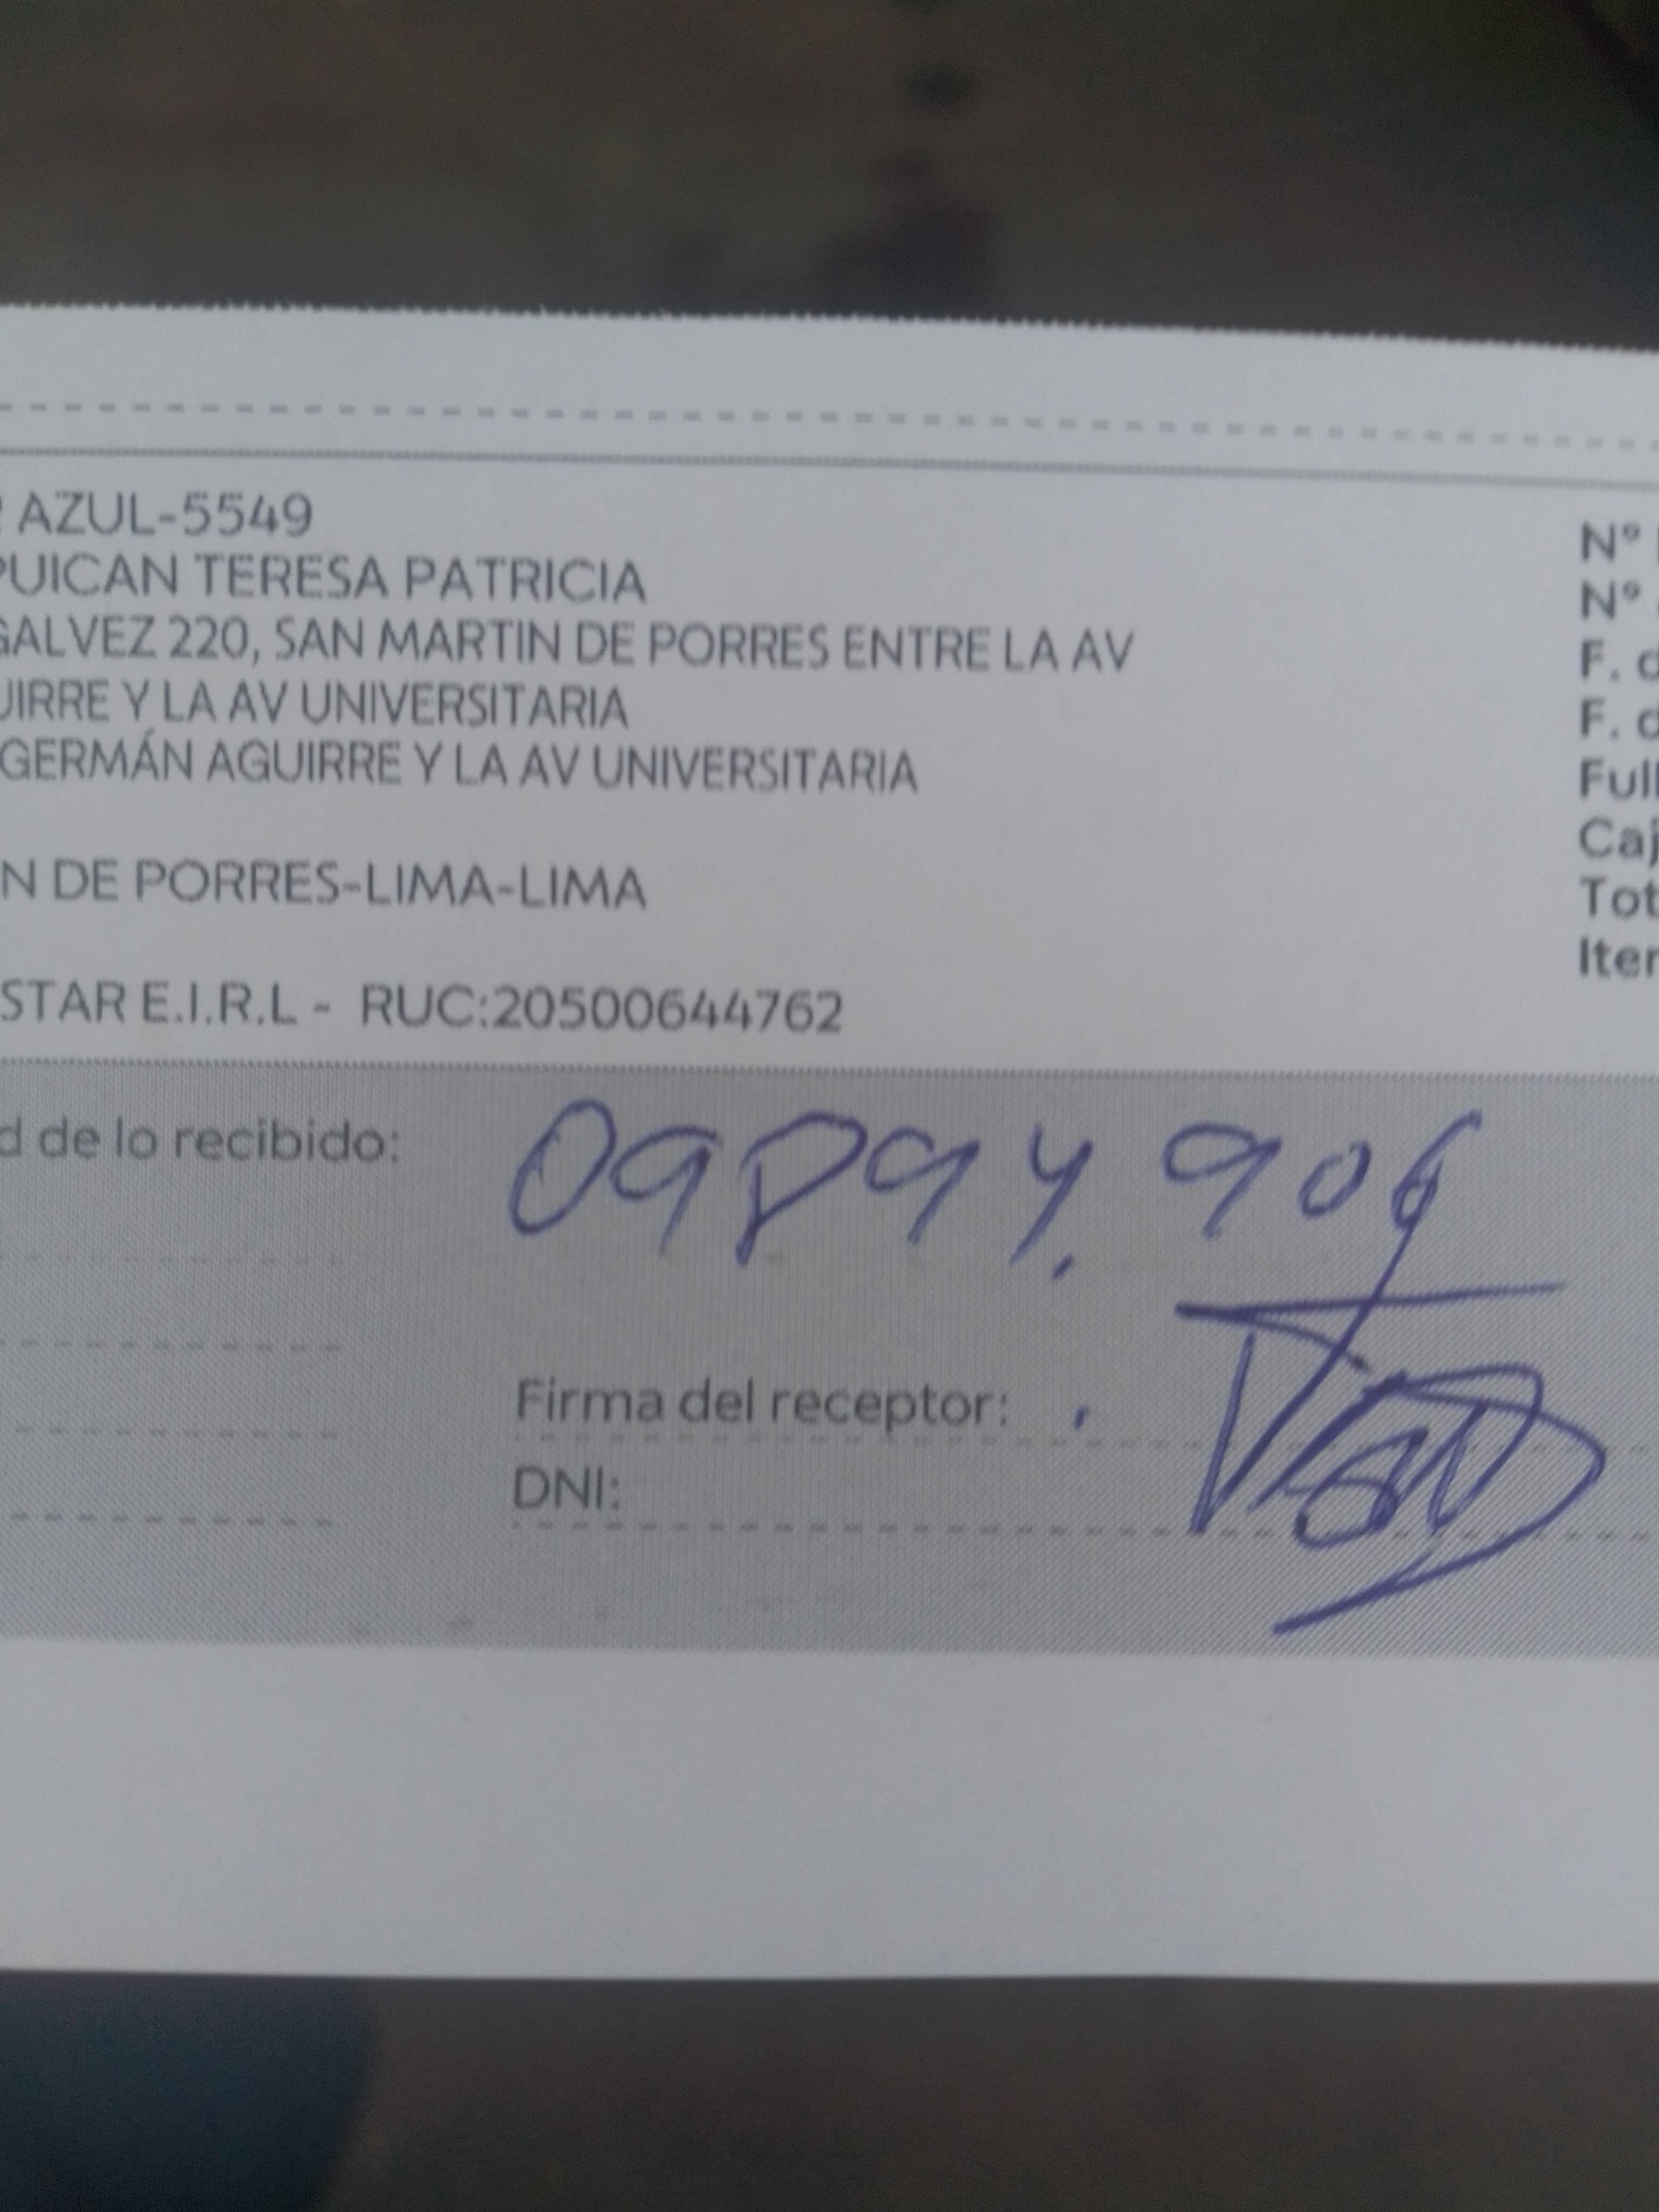 AZUL-5549
PUICAN TERESA PATRICIA
GALVEZ 220, SAN MARTIN DE PORRES ENTRE LA AV
UIRRE Y LA AV UNIVERSITARIA
GERMÁN AGUIRRE Y LA AV UNIVERSITARIA
N DE PORRES-LIMA-LIMA
STAR E.I.R.L - RUC:20500644762
N°
N°
F. d
F. d
Full
Caj
Tot
Iter
d de lo recibido:
Firma del receptor:
DNI: